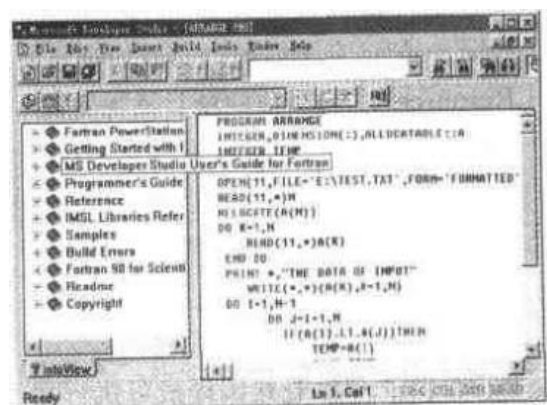 Microsoft Developer Studio - [ARRANGE.F90]
File Edit View Insert Build Tools Window Help
Fortran PowerStation
Getting Started with
MS Developer Studio User's Guide for Fortran
Programmer's Guide
Reference
IMSL Libraries Refer
Samples
Build Errors
Fortran 90 for Scienti
Readme
Copyright
InfoView
PROGRAM ARRANGE
INTEGER,DIMENSION(:),ALLOCATABLE::A
INTEGER TEMP
OPEN(11,FILE='E:\TEST.TXT',FORM='FORMATTED'
READ(11,*)M
ALLOCATE(A(M))
DO K=1,M
READ(11,*)A(K)
END DO
PRINT *,"THE DATA OF INPUT"
WRITE(*,*)(A(K),K=1,M)
DO I=1,M-1
DO J=I+1,M
IF(A(I).LT.A(J))THEN
TEMP=A(I)
Ready
Ln 1, Col 1